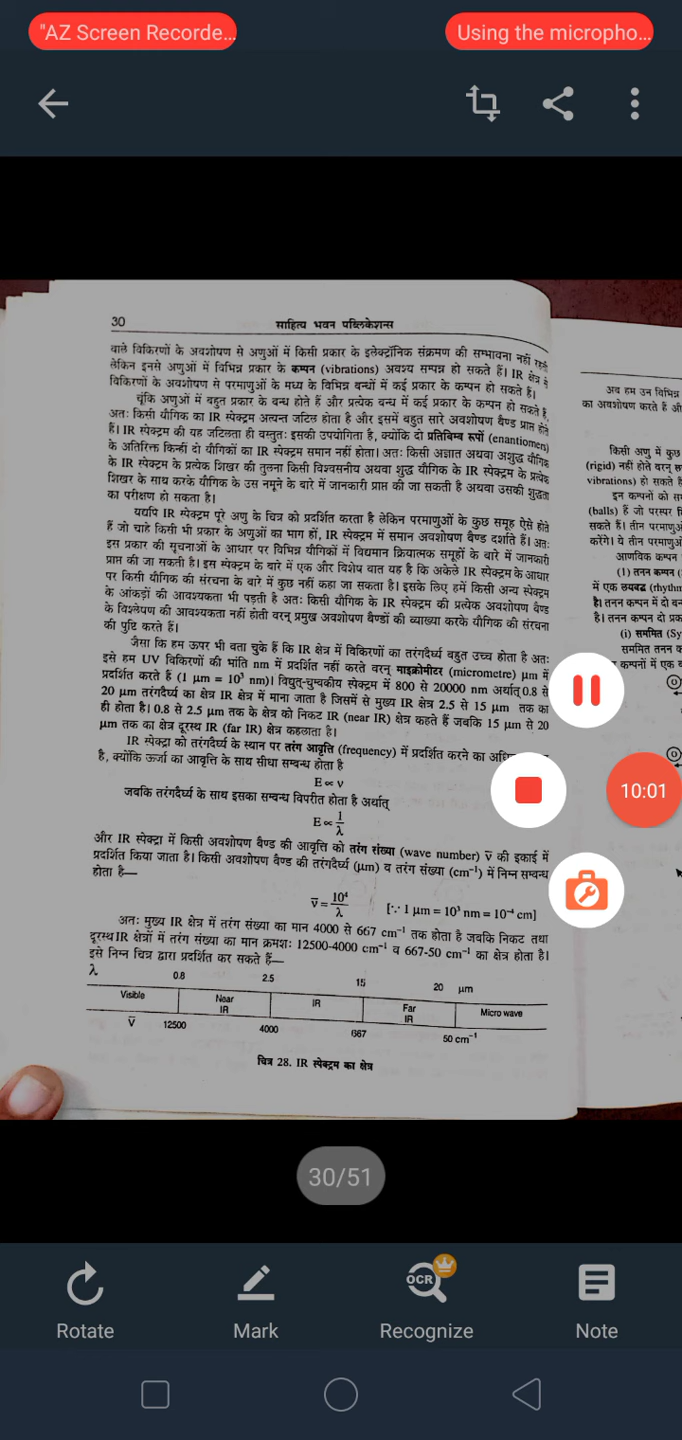 "AZ Screen Recorde...
Using the micropho...
30
साहित्य भवन पब्लिकेशन्स
वाले विकिरणों के अवशोषण से अणुओं में किसी प्रकार के इलेक्ट्रॉनिक संक्रमण की सम्भावना नहीं रहती
लेकिन इनसे अणुओं में विभिन्न प्रकार के कम्पन (vibrations) अवश्य सम्पन्न हो सकते हैं। IR क्षेत्र के
विकिरणों के अवशोषण से परमाणुओं के मध्य के विभिन्न बन्धों में कई प्रकार के कम्पन हो सकते हैं।
चूंकि अणुओं में बहुत प्रकार के बन्ध होते हैं और प्रत्येक बन्ध में कई प्रकार के कम्पन हो सकते हैं,
अतः किसी यौगिक का IR स्पेक्ट्रम अत्यन्त जटिल होता है और इसमें बहुत सारे अवशोषण बैण्ड प्राप्त होते
हैं। IR स्पेक्ट्रम की यह जटिलता ही वस्तुतः इसकी उपयोगिता है, क्योंकि दो प्रतिबिम्ब रूपों (enantiomers)
के अतिरिक्त किन्हीं दो यौगिकों का IR स्पेक्ट्रम समान नहीं होता। अतः किसी अज्ञात अथवा अशुद्ध यौगिक
के IR स्पेक्ट्रम के प्रत्येक शिखर की तुलना किसी विश्वसनीय अथवा शुद्ध यौगिक के IR स्पेक्ट्रम के प्रत्येक
शिखर के साथ करके यौगिक के उस नमूने के बारे में जानकारी प्राप्त की जा सकती है अथवा उसकी शुद्धता
का परीक्षण हो सकता है।
यद्यपि IR स्पेक्ट्रम पूरे अणु के चित्र को प्रदर्शित करता है लेकिन परमाणुओं के कुछ समूह ऐसे होते
हैं जो चाहे किसी भी प्रकार के अणुओं का भाग हों, IR स्पेक्ट्रम में समान अवशोषण बैण्ड दर्शाते हैं। अतः
इस प्रकार की सूचनाओं के आधार पर विभिन्न यौगिकों में विद्यमान क्रियात्मक समूहों के बारे में जानकारी
प्राप्त की जा सकती है। इस स्पेक्ट्रम के बारे में एक और विशेष बात यह है कि अकेले IR स्पेक्ट्रम के आधार
पर किसी यौगिक की संरचना के बारे में कुछ नहीं कहा जा सकता है। इसके लिए हमें किसी अन्य स्पेक्ट्रम
के आंकड़ों की आवश्यकता भी पड़ती है अतः किसी यौगिक के IR स्पेक्ट्रम की प्रत्येक अवशोषण बैण्ड
के विश्लेषण की आवश्यकता नहीं होती वरन् प्रमुख अवशोषण बैण्डों की व्याख्या करके यौगिक की संरचना
की पुष्टि करते हैं।
जैसा कि हम ऊपर भी बता चुके हैं कि IR क्षेत्र में विकिरणों का तरंगदैर्घ्य बहुत उच्च होता है अतः
इसे हम UV विकिरणों की भांति nm में प्रदर्शित नहीं करते वरन् माइक्रोमीटर (micrometre) μm में
प्रदर्शित करते हैं (1 μm = 10³ nm)। विद्युत्-चुम्बकीय स्पेक्ट्रम में 800 से 20000 nm अर्थात् 0.8 से
20 μm तरंगदैर्घ्य का क्षेत्र IR क्षेत्र में माना जाता है जिसमें से मुख्य IR क्षेत्र 2.5 से 15 μm तक का
ही होता है। 0.8 से 2.5 μm तक के क्षेत्र को निकट IR (near IR) क्षेत्र कहते हैं जबकि 15 μm से 20
μm तक का क्षेत्र दूरस्थ IR (far IR) क्षेत्र कहलाता है।
IR स्पेक्ट्रा को तरंगदैर्घ्य के स्थान पर तरंग आवृत्ति (frequency) में प्रदर्शित करने का
है, क्योंकि ऊर्जा का आवृत्ति के साथ सीधा सम्बन्ध होता है
E ∝ ν
जबकि तरंगदैर्घ्य के साथ इसका सम्बन्ध विपरीत होता है अर्थात्
E ∝ 1/λ
और IR स्पेक्ट्रा में किसी अवशोषण बैण्ड की आवृत्ति को तरंग संख्या (wave number) ν̅ की इकाई में
प्रदर्शित किया जाता है। किसी अवशोषण बैण्ड की तरंगदैर्घ्य (μm) व तरंग संख्या (cm⁻¹) में निम्न सम्बन्ध
होता है—
ν̅ = 10⁴/λ [∵ 1 μm = 10³ nm = 10⁻⁴ cm]
अतः मुख्य IR क्षेत्र में तरंग संख्या का मान 4000 से 667 cm⁻¹ तक होता है जबकि निकट तथा
दूरस्थ IR क्षेत्रों में तरंग संख्या का मान क्रमशः 12500-4000 cm⁻¹ व 667-50 cm⁻¹ का क्षेत्र होता है।
इसे निम्न चित्र द्वारा प्रदर्शित कर सकते हैं—
λ 0.8 2.5 15 20 μm
Visible Near IR IR Far IR Micro wave
ν̅ 12500 4000 667 50 cm⁻¹
चित्र 28. IR स्पेक्ट्रम का क्षेत्र
अब हम उन विभिन्न
का अवशोषण करते हैं औ
किसी अणु में कुछ
(rigid) नहीं होते वरन्
vibrations) हो सकते
इन कम्पनों को
(balls) हैं जो परस्पर
सकते हैं। तीन परमाणुओं
करेंगे। ये तीन परमाणुओं
आणविक कम्पन
(1) तनन कम्पन (
में एक लयबद्ध (rhythm
है। तनन कम्पन में दो
है। तनन कम्पन दो
(i) सममित (Sy
सममित तनन
कम्पनों में एक
10:01
30/51
Rotate
Mark
OCR
Recognize
Note